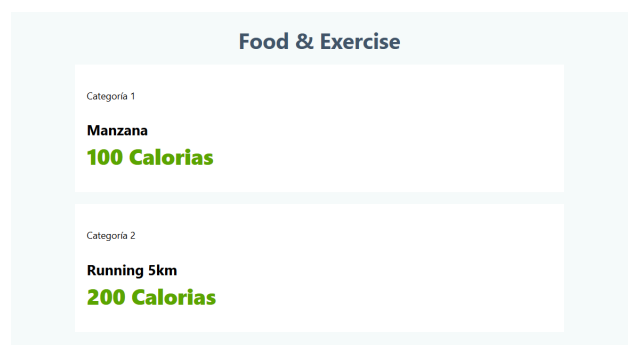 Food & Exercise
Categoría 1
Manzana
100 Calorias
Categoría 2
Running 5km
200 Calorias